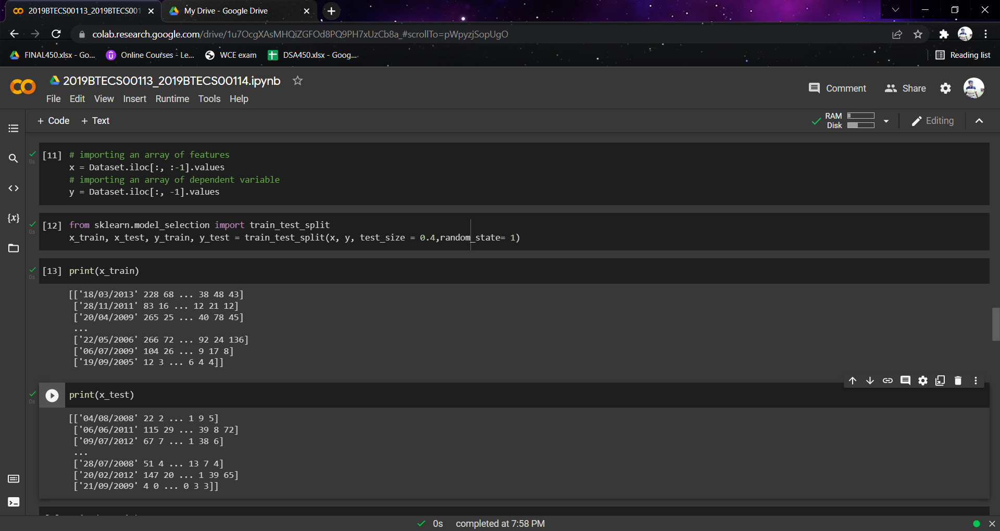 2019BTECS00113_2019BTECS001
My Drive - Google Drive
colab.research.google.com/drive/1u7OcgXAsMHQiZGFOd8PQ9PH7xUzCb8a_#scrollTo=pWpyzjSopUgO
FINAL450.xlsx - Go...
Online Courses - Le...
WCE exam
DSA450.xlsx - Goog...
Reading list
2019BTECS00113_2019BTECS00114.ipynb
Comment
Share
File Edit View Insert Runtime Tools Help
+ Code + Text
RAM
Disk
Editing
[11] # importing an array of features
0s
x = Dataset.iloc[:, :-1].values
# importing an array of dependent variable
y = Dataset.iloc[:, -1].values
[12] from sklearn.model_selection import train_test_split
0s
x_train, x_test, y_train, y_test = train_test_split(x, y, test_size = 0.4,random_state= 1)
[13] print(x_train)
0s
[['18/03/2013' 228 68 ... 38 48 43]
['28/11/2011' 83 16 ... 12 21 12]
['20/04/2009' 265 25 ... 40 78 45]
...
['22/05/2006' 266 72 ... 92 24 136]
['06/07/2009' 104 26 ... 9 17 8]
['19/09/2005' 12 3 ... 6 4 4]]
print(x_test)
0s
[['04/08/2008' 22 2 ... 1 9 5]
['06/06/2011' 115 29 ... 39 8 72]
['09/07/2012' 67 7 ... 1 38 6]
...
['28/07/2008' 51 4 ... 13 7 4]
['20/02/2012' 147 20 ... 1 39 65]
['21/09/2009' 4 0 ... 0 3 3]]
0s completed at 7:58 PM